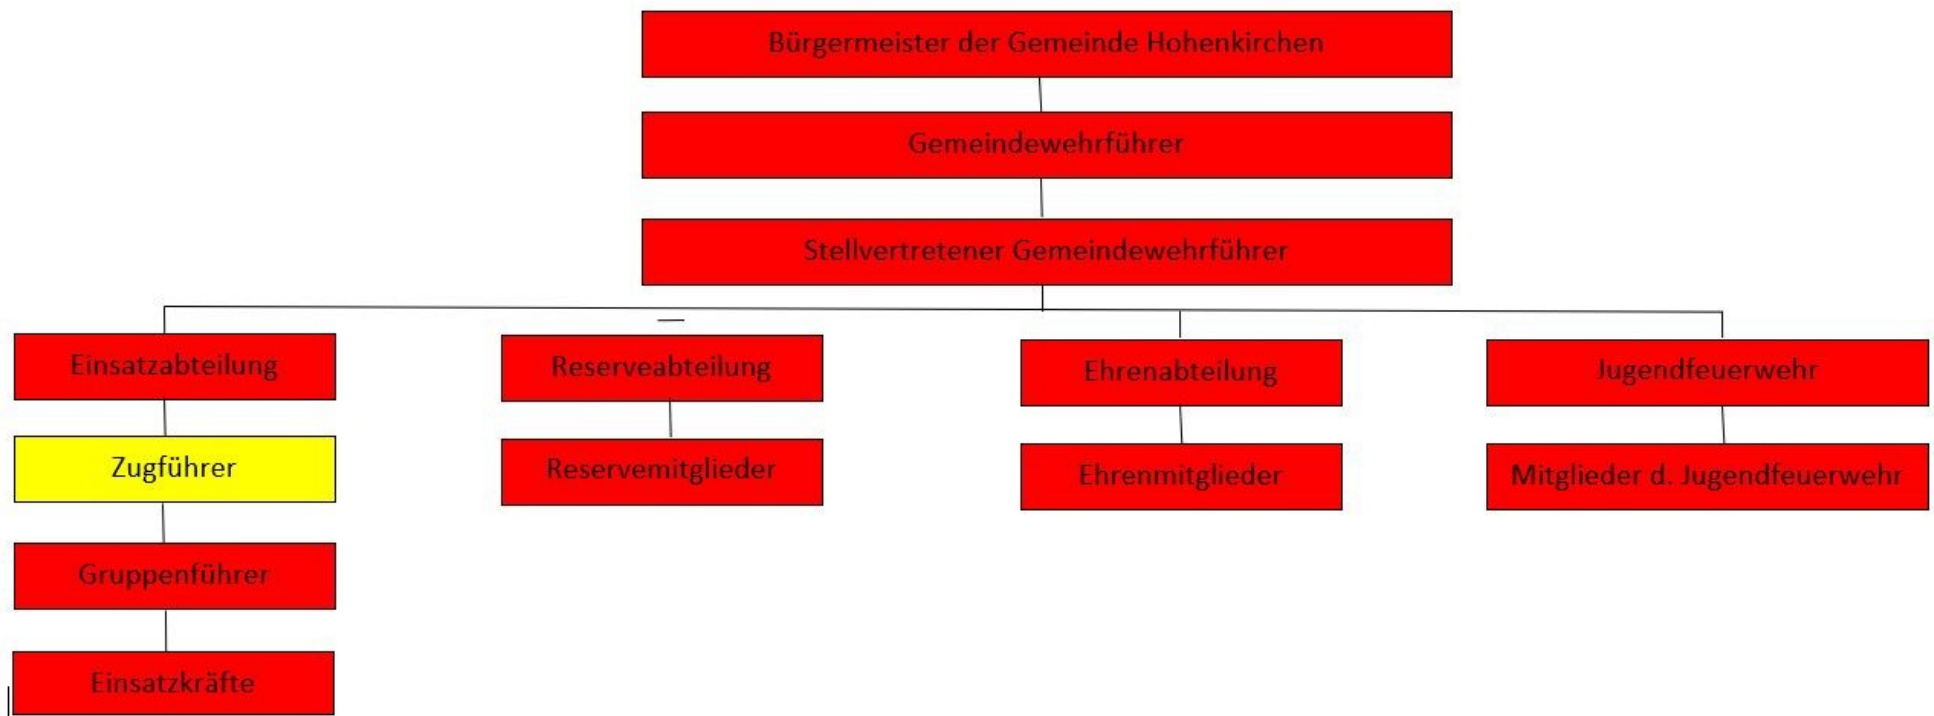 Bürgermeister der Gemeinde Hohenkirchen
Gemeindewehrführer
Stellvertretener Gemeindewehrführer
Einsatzabteilung
Reserveabteilung
Ehrenabteilung
Jugendfeuerwehr
Zugführer
Reservemitglieder
Ehrenmitglieder
Mitglieder d. Jugendfeuerwehr
Gruppenführer
Einsatzkräfte